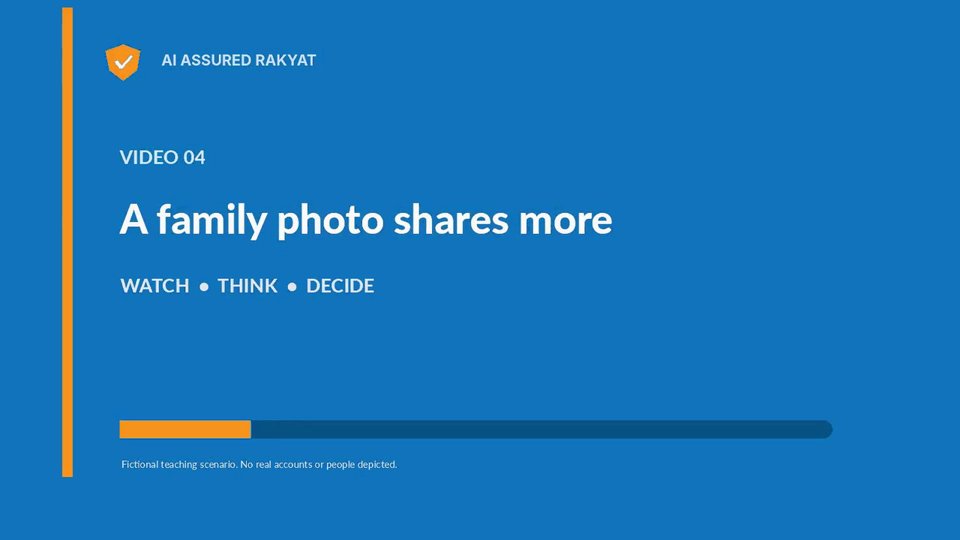 AI ASSURED RAKYAT
VIDEO 04
A family photo shares more
WATCH ● THINK ● DECIDE
Fictional teaching scenario. No real accounts or people depicted.